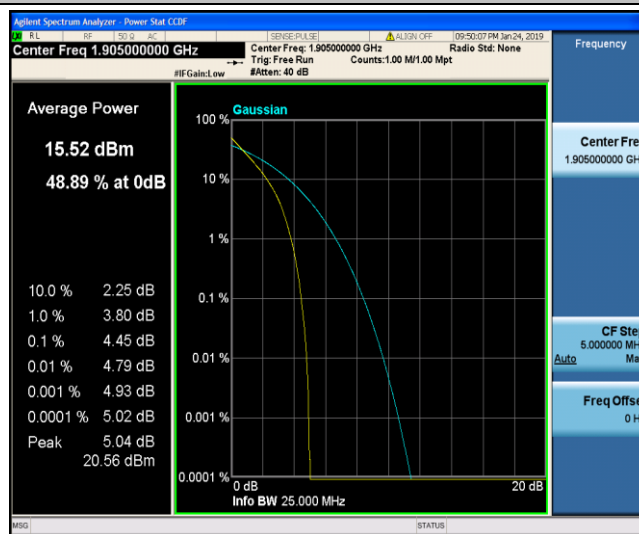 Agilent Spectrum Analyzer - Power Stat CCDF
RL RF 50 Ω AC SENSE:PULSE ALIGN OFF 09:50:07 PM Jan 24, 2019
Center Freq 1.905000000 GHz
Center Freq: 1.905000000 GHz Radio Std: None
Trig: Free Run Counts:1.00 M/1.00 Mpt
#IFGain:Low #Atten: 40 dB
Frequency
Average Power
15.52 dBm
48.89 % at 0dB
10.0 % 2.25 dB
1.0 % 3.80 dB
0.1 % 4.45 dB
0.01 % 4.79 dB
0.001 % 4.93 dB
0.0001 % 5.02 dB
Peak 5.04 dB
20.56 dBm
Gaussian
100 %
10 %
1 %
0.1 %
0.01 %
0.001 %
0.0001 %
0 dB 20 dB
Info BW 25.000 MHz
Center Fre
1.905000000 GH
CF Ste
5.000000 MH
Auto Ma
Freq Offse
0 H
MSG STATUS